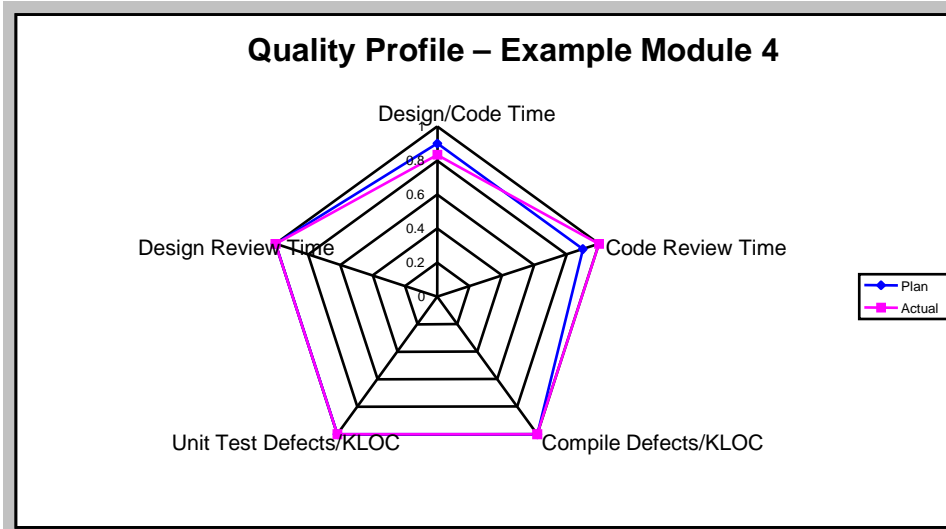 Quality Profile – Example Module 4
Design/Code Time
1
0.8
0.6
Design Review Time
Code Review Time
0.4
0.2
0
Plan
Actual
Unit Test Defects/KLOC
Compile Defects/KLOC